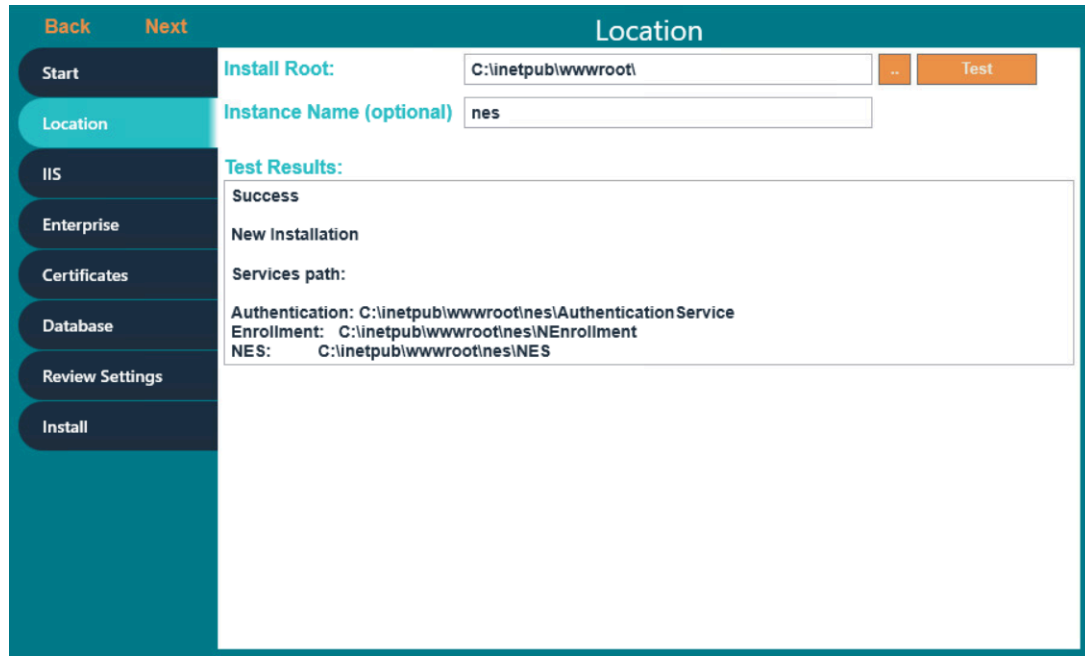 Back Next Location
Start
Location
IIS
Enterprise
Certificates
Database
Review Settings
Install
Install Root: C:\inetpub\wwwroot\ .. Test
Instance Name (optional) nes
Test Results:
Success
New Installation
Services path:
Authentication: C:\inetpub\wwwroot\nes\AuthenticationService
Enrollment: C:\inetpub\wwwroot\nes\NEnrollment
NES: C:\inetpub\wwwroot\nes\NES